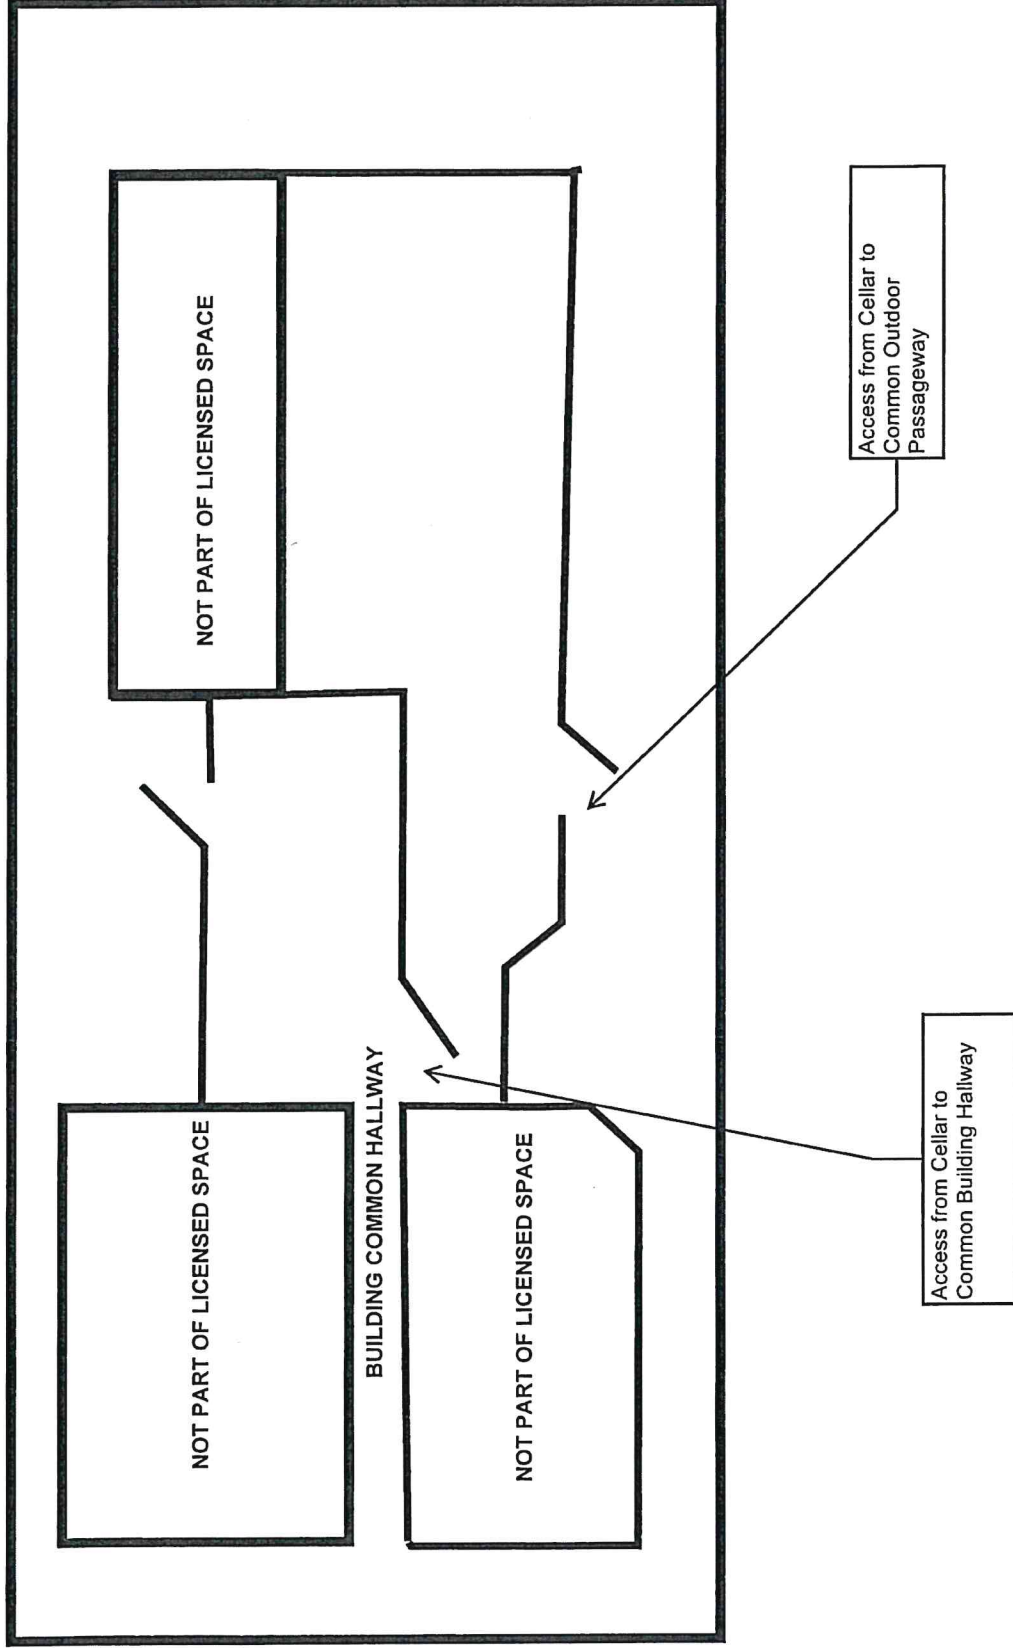 NOT PART OF LICENSED SPACE
BUILDING COMMON HALLWAY
NOT PART OF LICENSED SPACE
NOT PART OF LICENSED SPACE
Access from Cellar to
Common Building Hallway
Access from Cellar to
Common Outdoor
Passageway